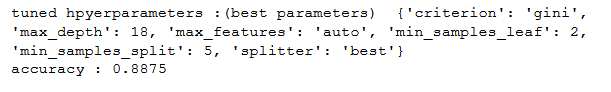 tuned hpyerparameters :(best parameters)  {'criterion': 'gini',
'max_depth': 18, 'max_features': 'auto', 'min_samples_leaf': 2,
'min_samples_split': 5, 'splitter': 'best'}
accuracy : 0.8875